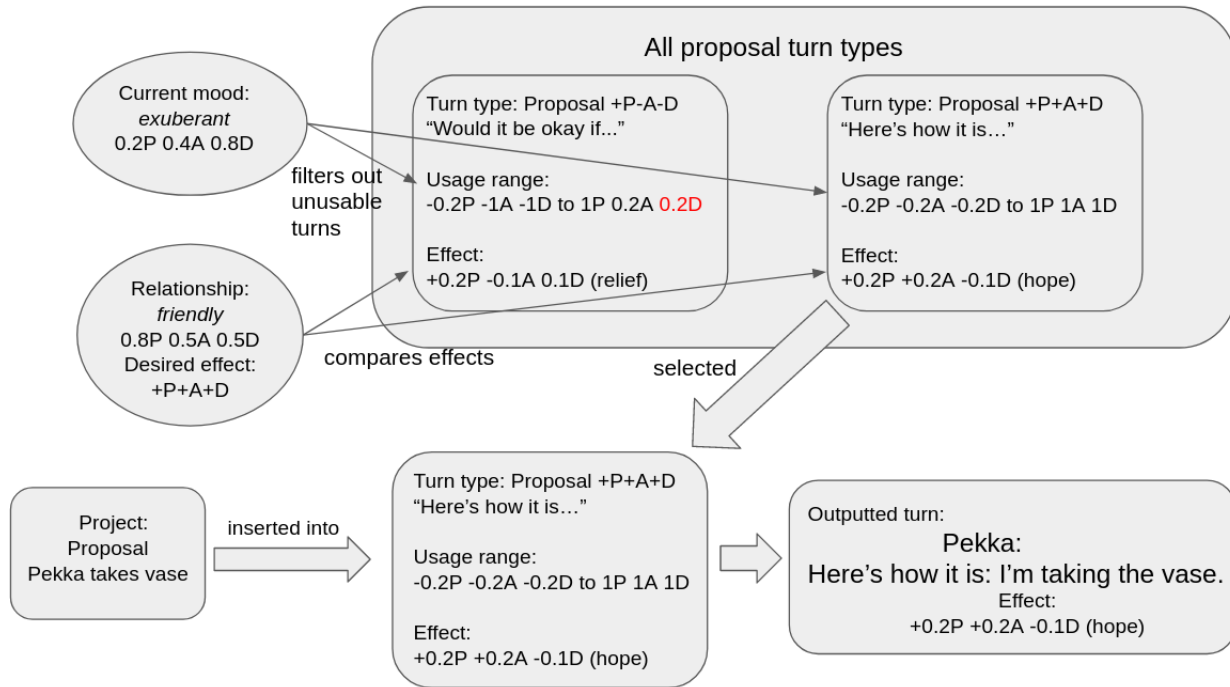 All proposal turn types
Current mood:
exuberant
0.2P 0.4A 0.8D
filters out
unusable
turns
Relationship:
friendly
0.8P 0.5A 0.5D
Desired effect:
+P+A+D
compares effects
Turn type: Proposal +P-A-D
“Would it be okay if...”
Usage range:
-0.2P -1A -1D to 1P 0.2A 0.2D
Effect:
+0.2P -0.1A 0.1D (relief)
Turn type: Proposal +P+A+D
“Here’s how it is…”
Usage range:
-0.2P -0.2A -0.2D to 1P 1A 1D
Effect:
+0.2P +0.2A -0.1D (hope)
selected
Project:
Proposal
Pekka takes vase
inserted into
Turn type: Proposal +P+A+D
“Here’s how it is…”
Usage range:
-0.2P -0.2A -0.2D to 1P 1A 1D
Effect:
+0.2P +0.2A -0.1D (hope)
Outputted turn:
Pekka:
Here’s how it is: I’m taking the vase.
Effect:
+0.2P +0.2A -0.1D (hope)